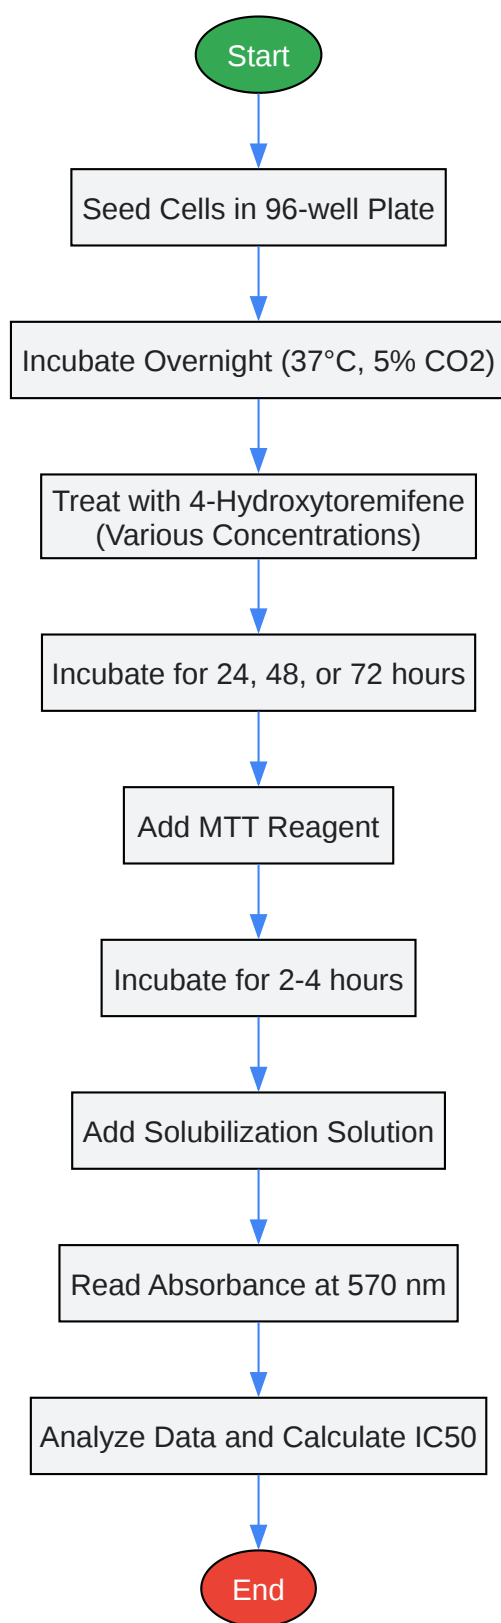 Start
Seed Cells in 96-well Plate
Incubate Overnight (37°C, 5% CO2)
Treat with 4-Hydroxytoremifene
(Various Concentrations)
Incubate for 24, 48, or 72 hours
Add MTT Reagent
Incubate for 2-4 hours
Add Solubilization Solution
Read Absorbance at 570 nm
Analyze Data and Calculate IC50
End